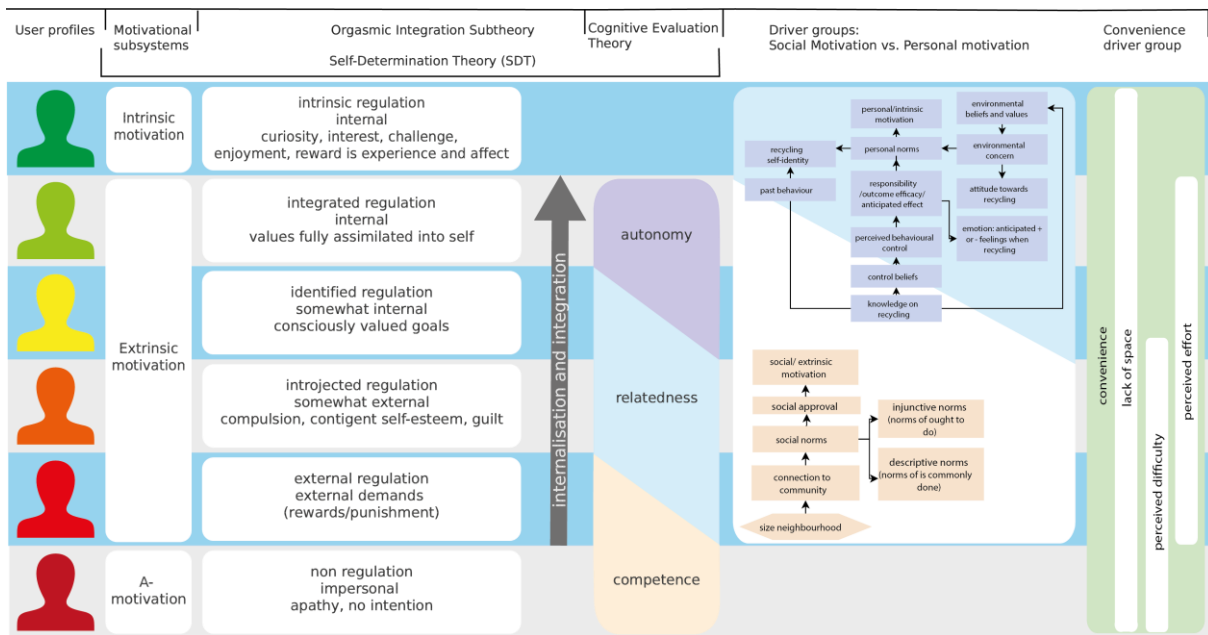 User profiles
Motivational
subsystems
Orgasmic Integration Subtheory
Self-Determination Theory (SDT)
Cognitive Evaluation
Theory
Driver groups:
Social Motivation vs. Personal motivation
Convenience
driver group
Intrinsic
motivation
intrinsic regulation
internal
curiosity, interest, challenge,
enjoyment, reward is experience and affect
Extrinsic
motivation
integrated regulation
internal
values fully assimilated into self
identified regulation
somewhat internal
consciously valued goals
introjected regulation
somewhat external
compulsion, contigent self-esteem, guilt
external regulation
external demands
(rewards/punishment)
A-
motivation
non regulation
impersonal
apathy, no intention
internalisation and integration
autonomy
relatedness
competence
personal/intrinsic
motivation
environmental
beliefs and values
recycling
self-identity
personal norms
environmental
concern
past behaviour
responsibility
/outcome efficacy/
anticipated effect
attitude towards
recycling
perceived behavioural
control
emotion: anticipated +
or - feelings when
recycling
control beliefs
knowledge on
recycling
social/ extrinsic
motivation
social approval
social norms
injunctive norms
(norms of ought to
do)
connection to
community
descriptive norms
(norms of is commonly
done)
size neighbourhood
convenience
lack of space
perceived difficulty
perceived effort